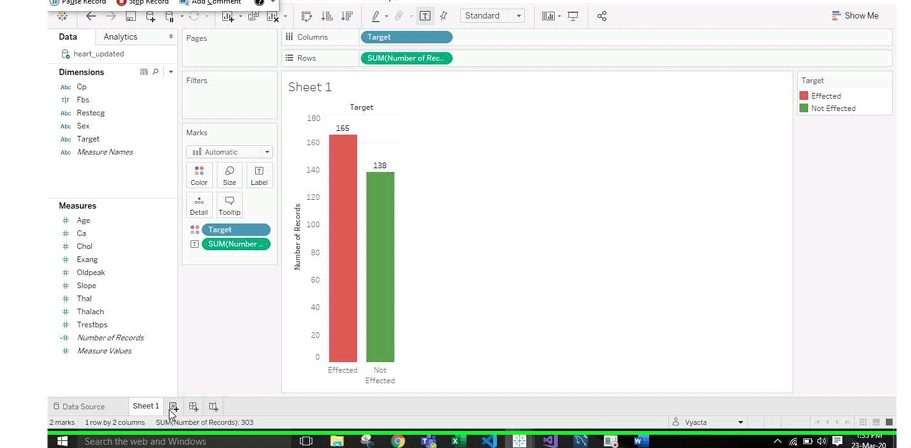 Pause Record Stop Record Add Comment
Standard
Show Me
Data Analytics
heart_updated
Dimensions
Abc Cp
T|F Fbs
Abc Restecg
Abc Sex
Abc Target
Abc Measure Names
Measures
# Age
# Ca
# Chol
# Exang
# Oldpeak
# Slope
# Thal
# Thalach
# Trestbps
# Number of Records
# Measure Values
Pages
Filters
Marks
Automatic
Color Size Label
Detail Tooltip
Target
SUM(Number ..
Columns Target
Rows SUM(Number of Rec..
Sheet 1
Target
180
160
140
120
100
80
60
40
20
0
Number of Records
165
138
Effected
Not
Effected
Target
Effected
Not Effected
Data Source Sheet 1
2 marks 1 row by 2 columns SUM(Number of Records): 303
Vyacta
Search the web and Windows
1:35 PM
23-Mar-20